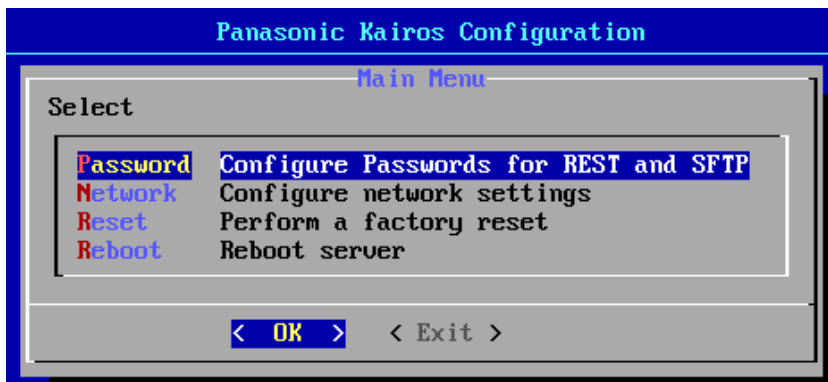 Panasonic Kairos Configuration
Main Menu
Select
Password Configure Passwords for REST and SFTP
Network Configure network settings
Reset Perform a factory reset
Reboot Reboot server
< OK > < Exit >